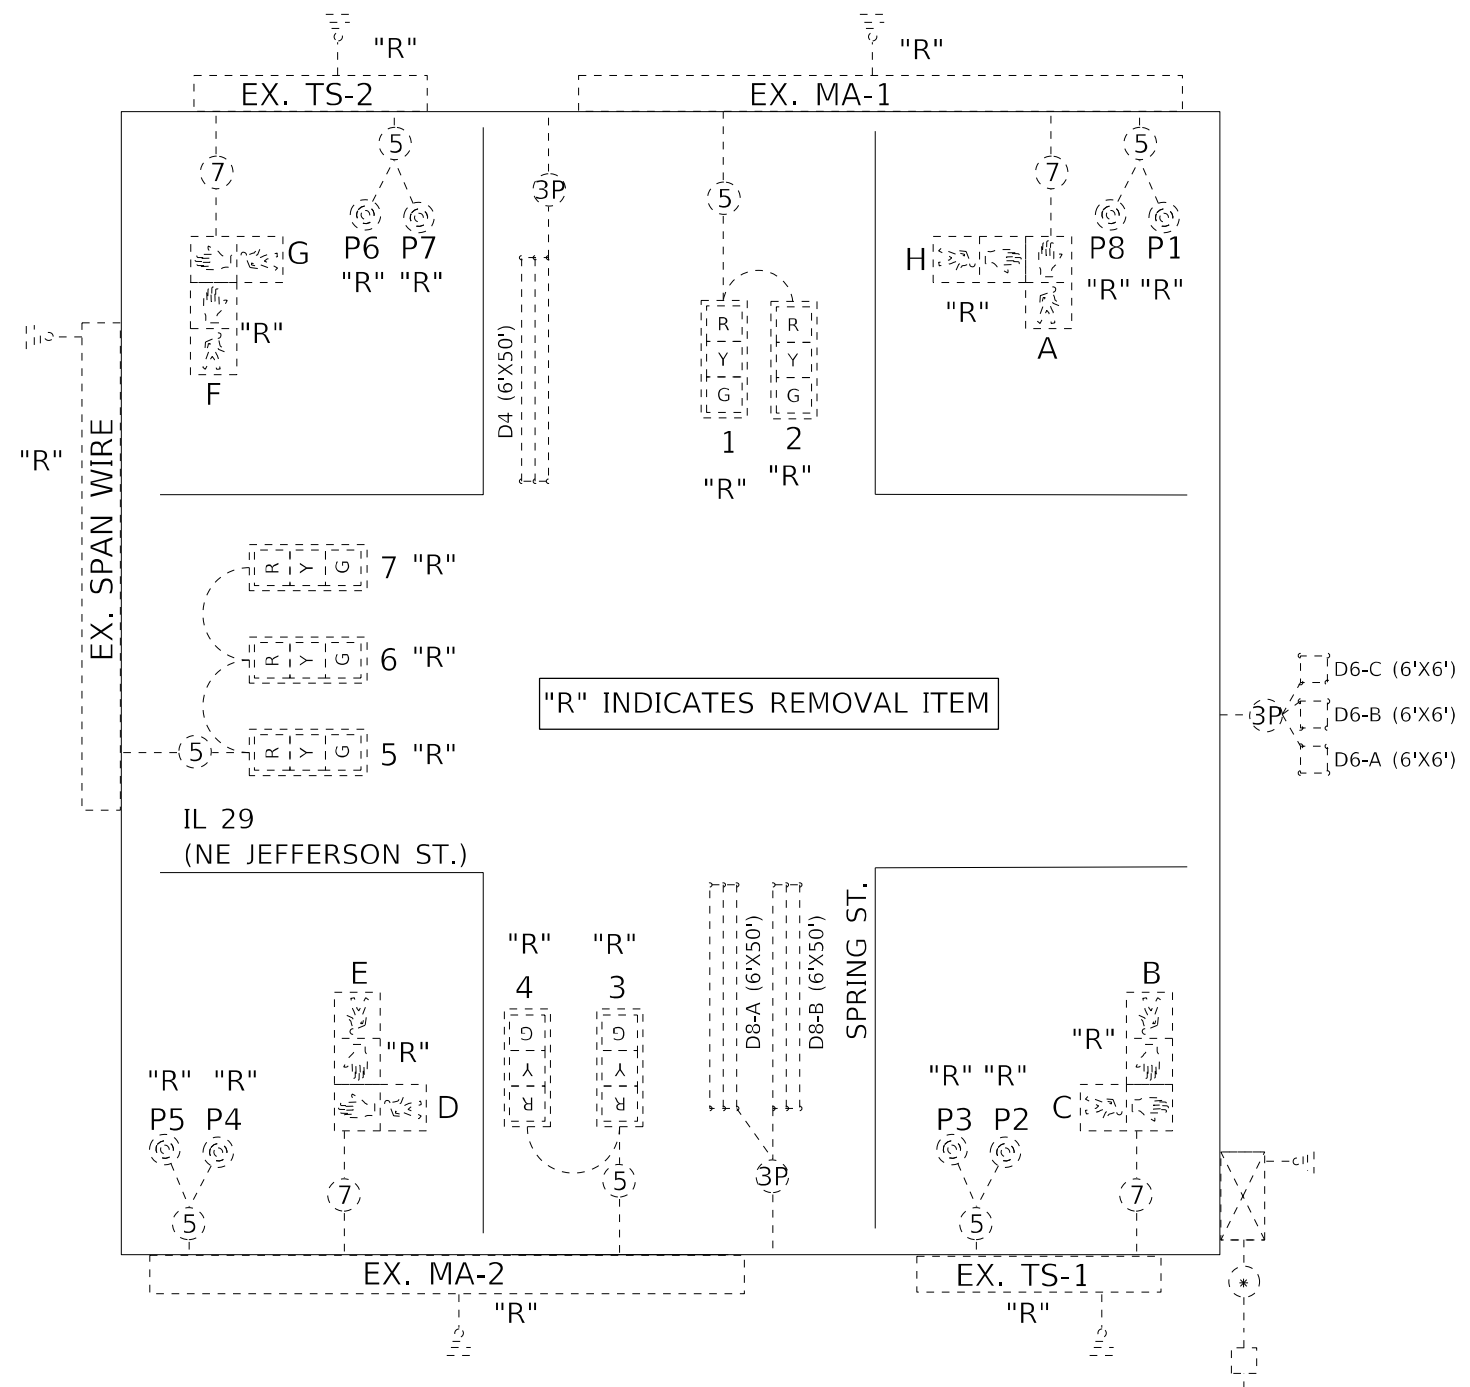 "R"
"R"
EX. TS-2
EX. MA-1
5
5
7
7
3P
5
G
P6
P7
H
P8
P1
"R"
"R"
"R"
"R"
"R"
R
R
"R"
Y
Y
A
G
G
F
D4 (6'X50')
1
2
"R"
"R"
"R"
EX. SPAN WIRE
R
Y
G
7 "R"
R
Y
G
6 "R"
D6-C (6'X6')
"R" INDICATES REMOVAL ITEM
3P
D6-B (6'X6')
5
R
Y
G
5 "R"
D6-A (6'X6')
IL 29
(NE JEFFERSON ST.)
SPRING ST.
"R"
"R"
E
4
3
D8-A (6'X50')
D8-B (6'X50')
B
G
G
"R"
Y
Y
"R"
"R"
"R"
"R"
"R"
R
R
P5
P4
D
P3
P2
C
7
5
3P
7
5
5
EX. MA-2
EX. TS-1
*
"R"
"R"